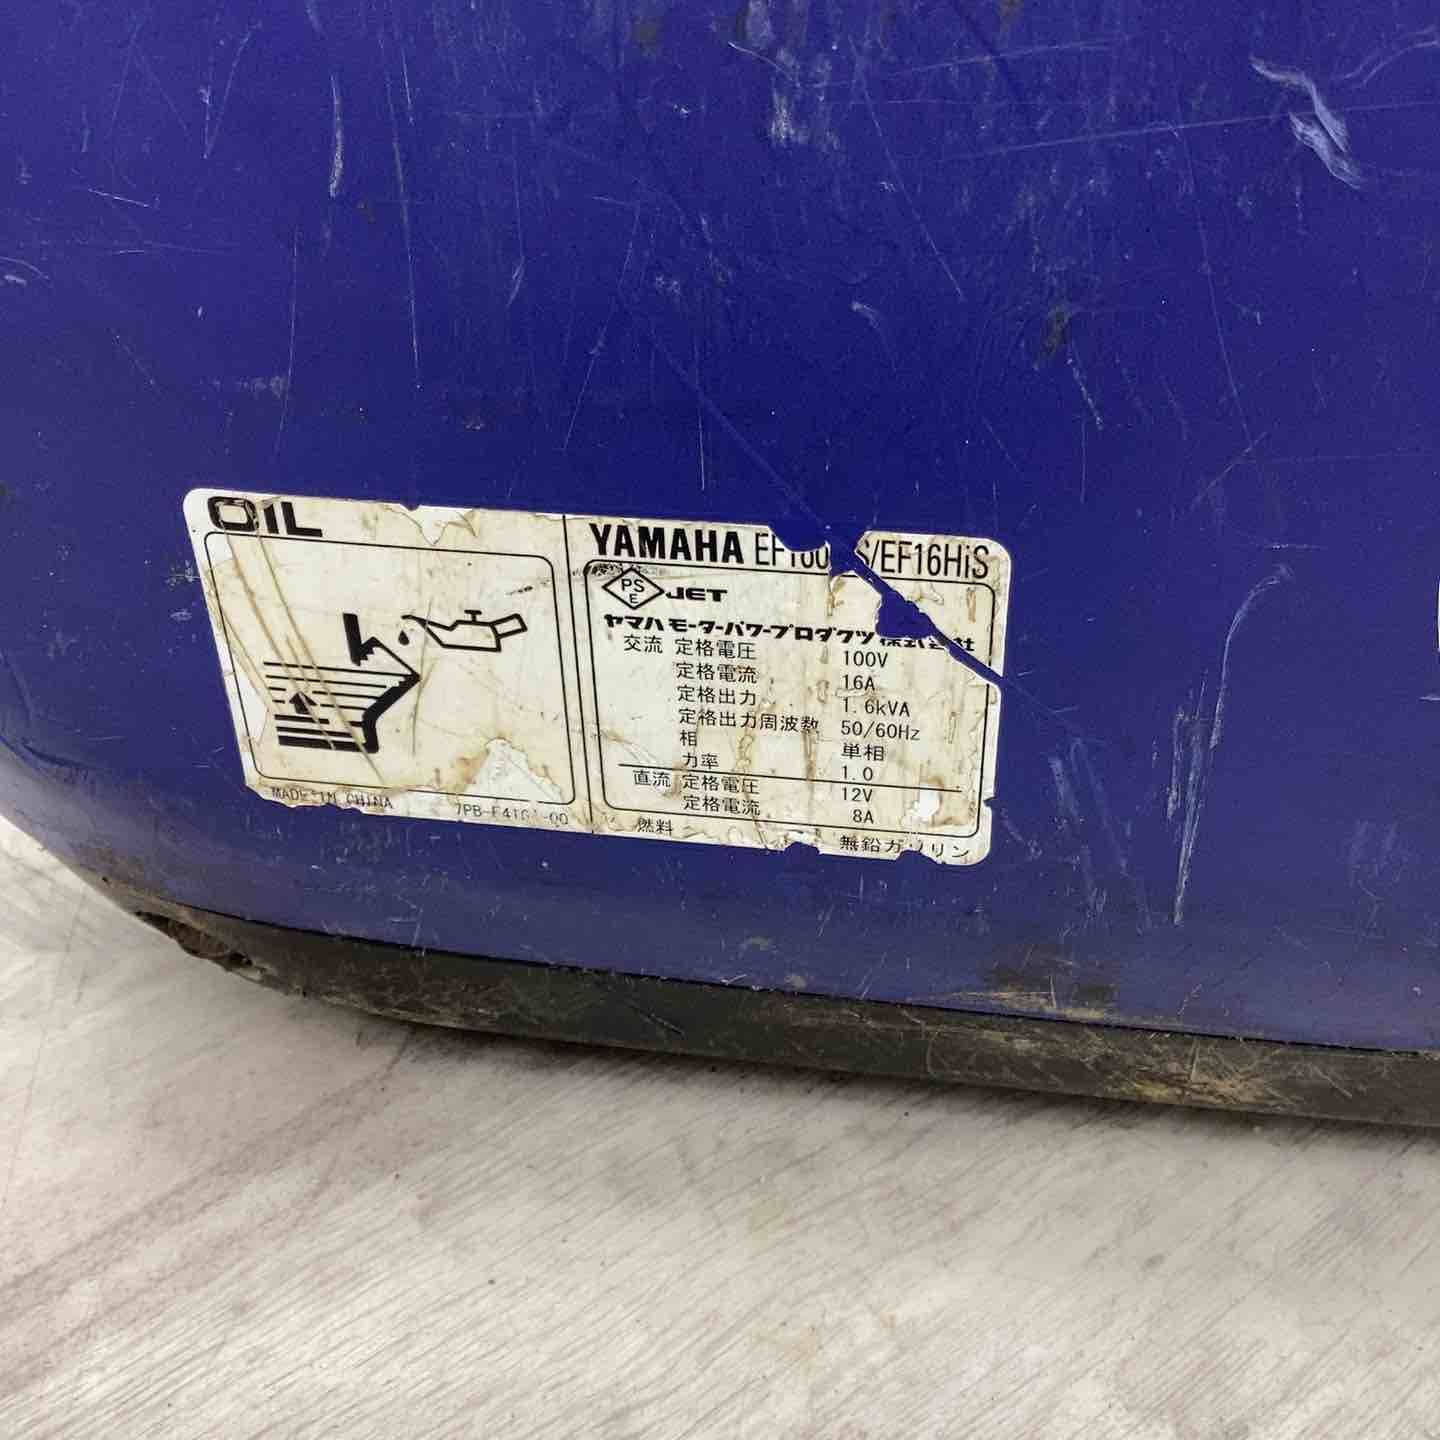 OIL
MADE IN CHINA
YAMAHA /EF16HiS
PS
E
JET
ヤマハモーターパワープロダクツ株式会社
交流 定格電圧 100V
定格電流 16A
定格出力 1.6kVA
定格出力周波数 50/60Hz
相 単相
力率 1.0
直流 定格電圧 12V
定格電流 8A
燃料 無鉛ガソリン